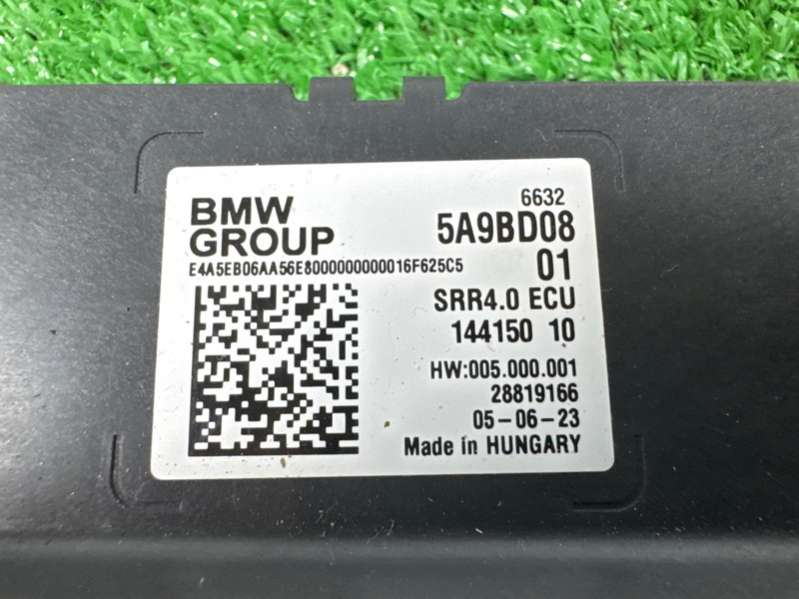 BMW
GROUP
E4A5EB06AA56E8000000000016F625C5
6632
5A9BD08
01
SRR4.0 ECU
144150 10
HW:005.000.001
28819166
05-06-23
Made in HUNGARY